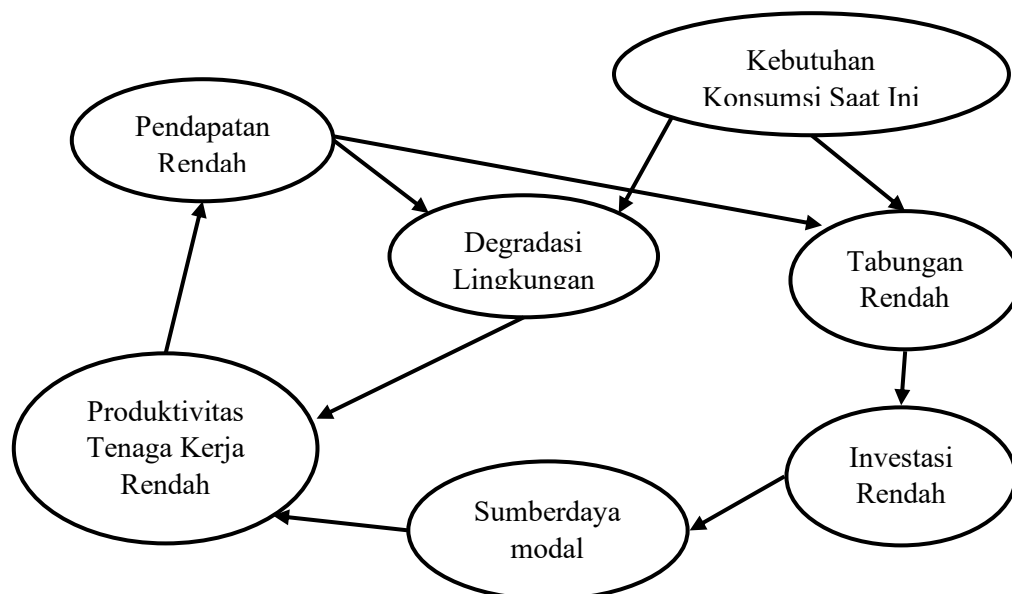 Kebutuhan
Konsumsi Saat Ini
Pendapatan
Rendah
Degradasi
Lingkungan
Tabungan
Rendah
Produktivitas
Tenaga Kerja
Rendah
Investasi
Rendah
Sumberdaya
modal